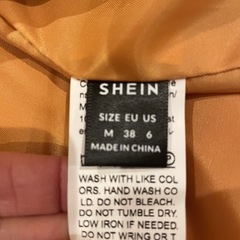 SHEIN
SIZE EU US
M 38 6
MADE IN CHINA
WASH WITH LIKE COL
ORS. HAND WASH CO
LD. DO NOT BLEACH.
DO NOT TUMBLE DRY.
LOW IRON IF NEEDED.
DO NOT WRING OR T